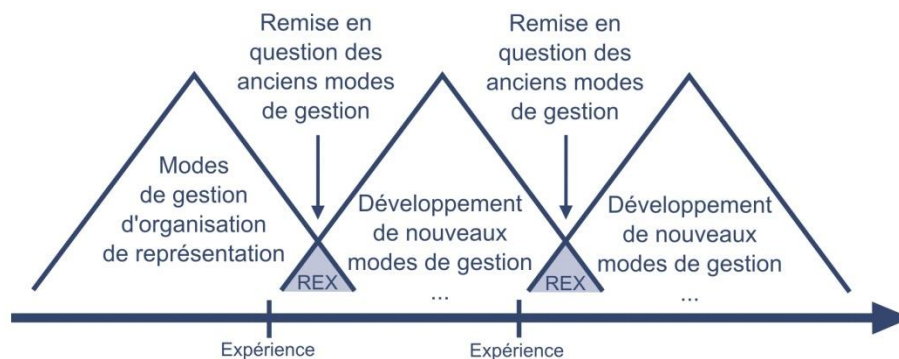 Remise en
question des
anciens modes
de gestion
Remise en
question des
anciens modes
de gestion
Modes
de gestion
d'organisation
de représentation
Développement
de nouveaux
modes de gestion
...
Développement
de nouveaux
modes de gestion
...
REX
REX
Expérience
Expérience